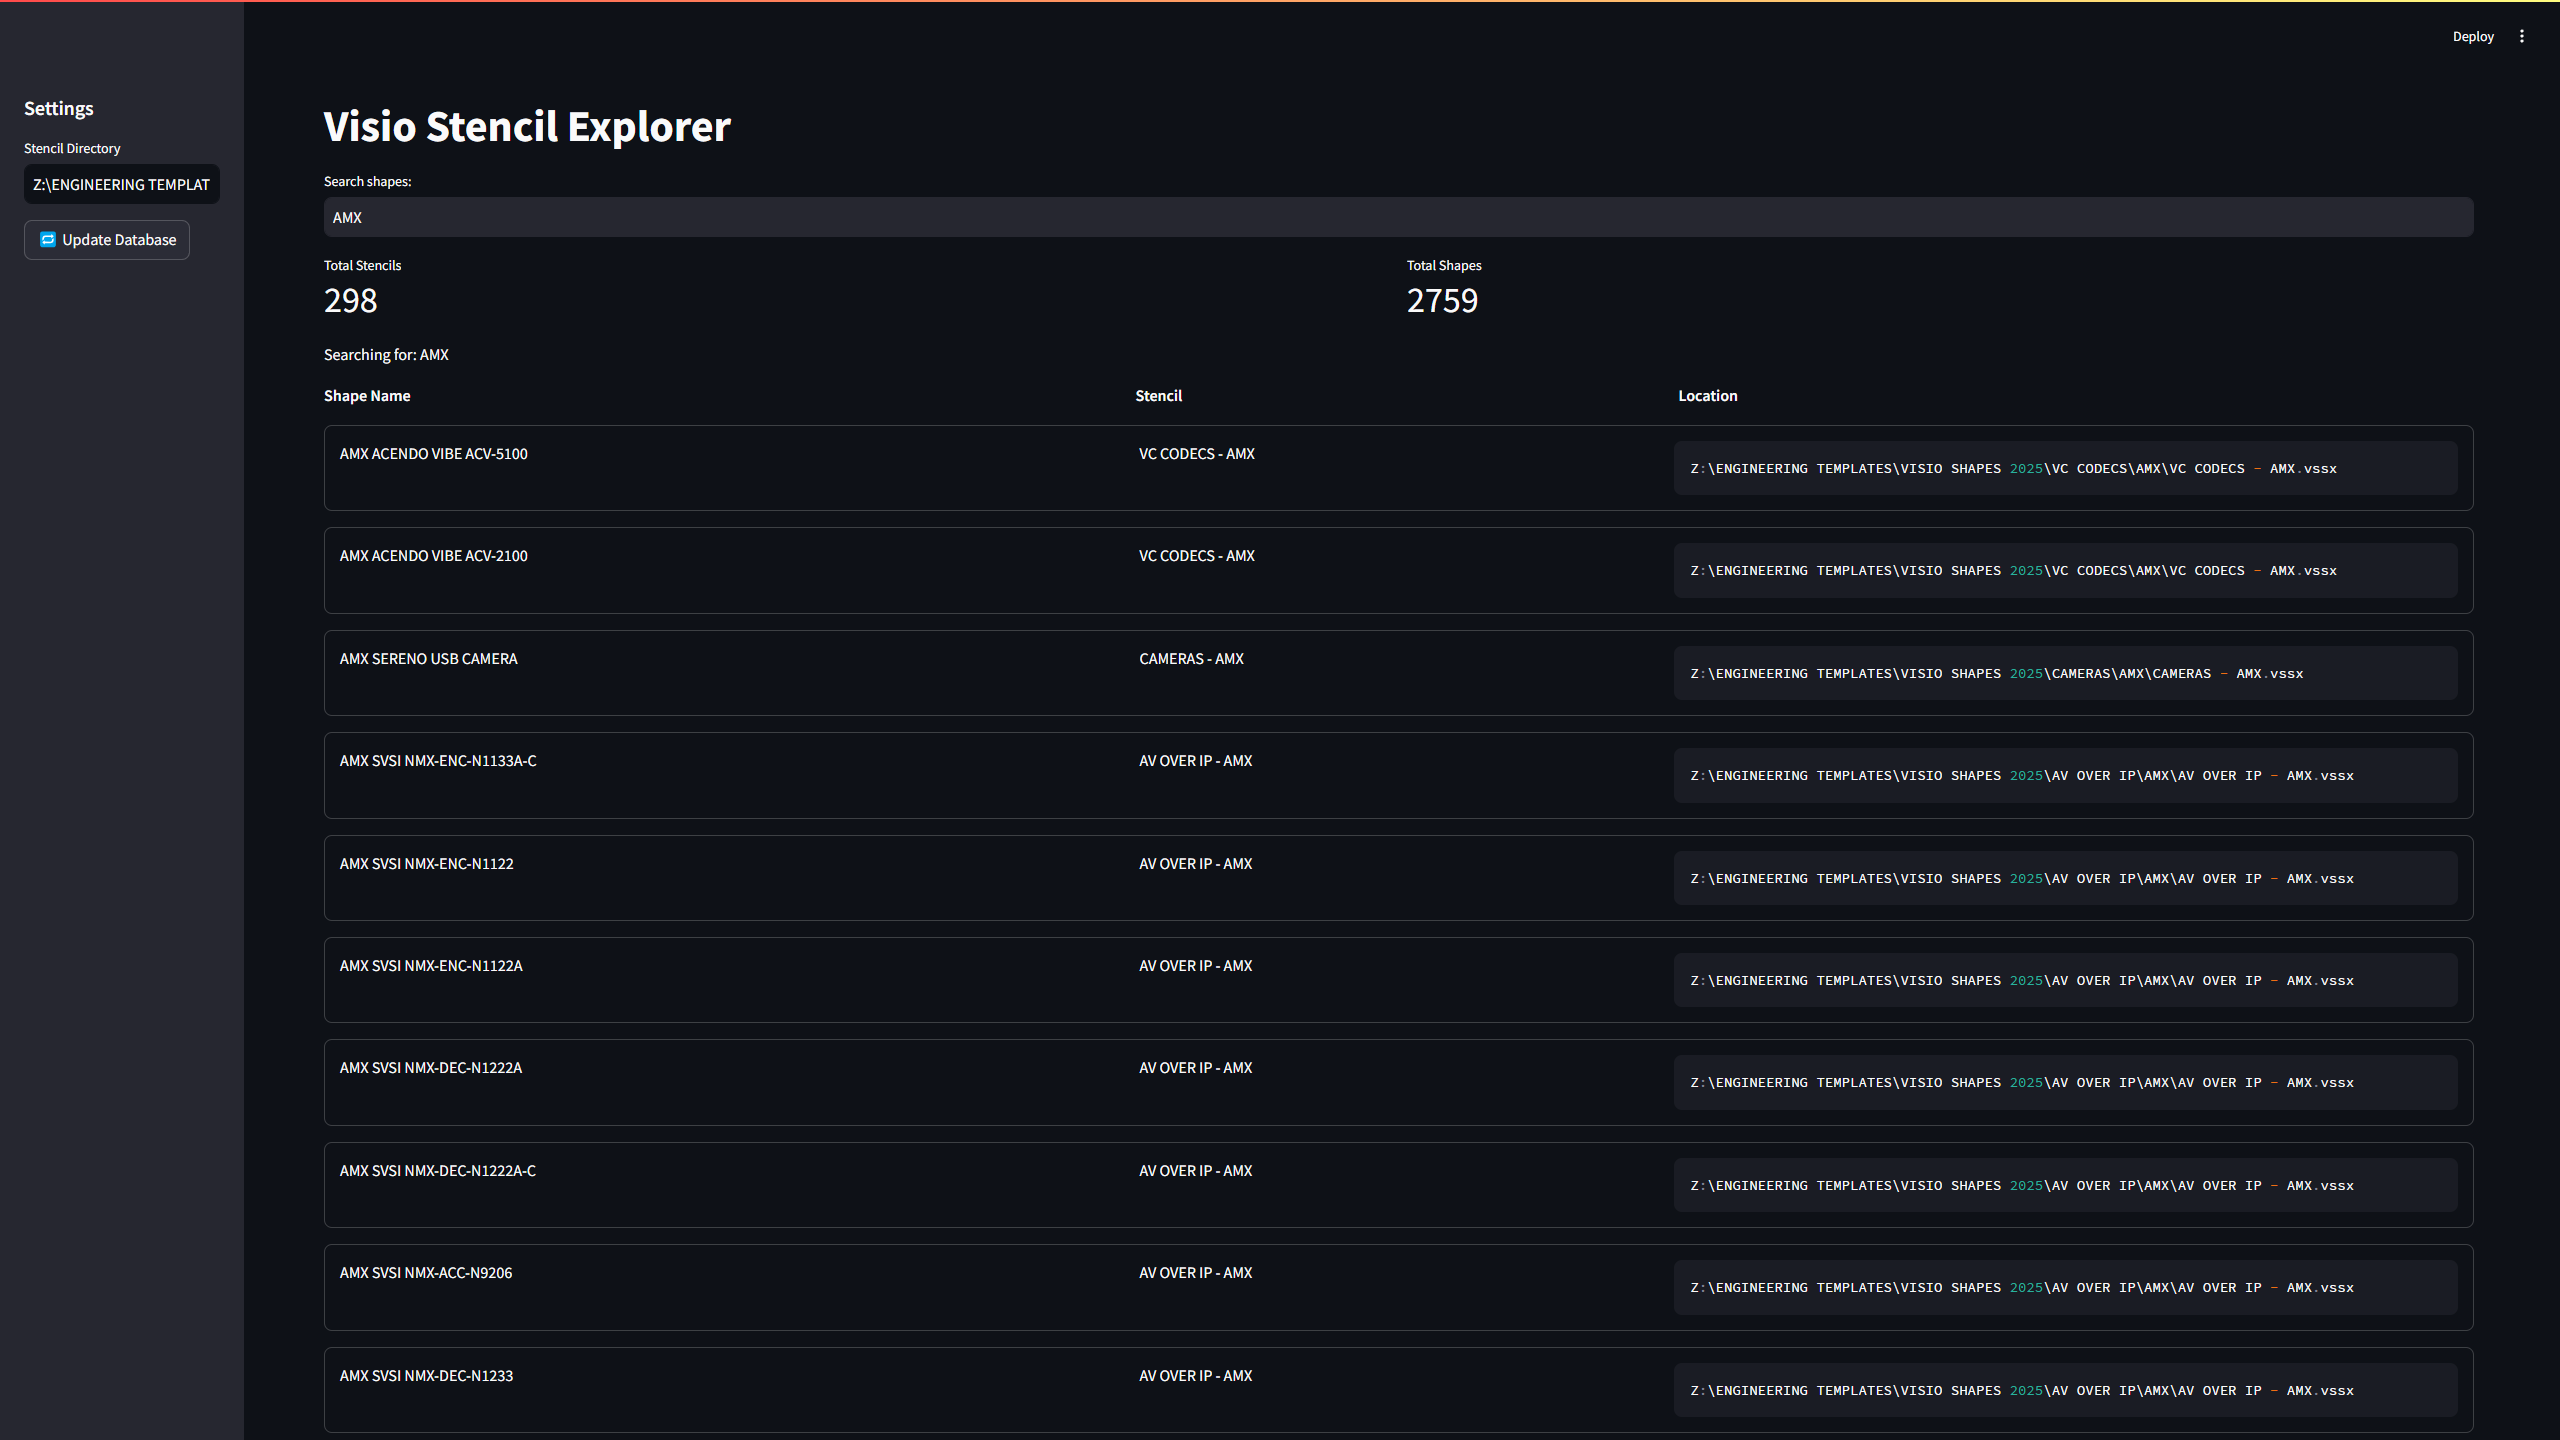 Deploy
Settings
Stencil Directory
Z:\ENGINEERING TEMPLAT
Update Database
Visio Stencil Explorer
Search shapes:
AMX
Total Stencils Total Shapes
298 2759
Searching for: AMX
Shape Name Stencil Location
AMX ACENDO VIBE ACV-5100 VC CODECS - AMX Z:\ENGINEERING TEMPLATES\VISIO SHAPES 2025\VC CODECS\AMX\VC CODECS - AMX.vssx
AMX ACENDO VIBE ACV-2100 VC CODECS - AMX Z:\ENGINEERING TEMPLATES\VISIO SHAPES 2025\VC CODECS\AMX\VC CODECS - AMX.vssx
AMX SERENO USB CAMERA CAMERAS - AMX Z:\ENGINEERING TEMPLATES\VISIO SHAPES 2025\CAMERAS\AMX\CAMERAS - AMX.vssx
AMX SVSI NMX-ENC-N1133A-C AV OVER IP - AMX Z:\ENGINEERING TEMPLATES\VISIO SHAPES 2025\AV OVER IP\AMX\AV OVER IP - AMX.vssx
AMX SVSI NMX-ENC-N1122 AV OVER IP - AMX Z:\ENGINEERING TEMPLATES\VISIO SHAPES 2025\AV OVER IP\AMX\AV OVER IP - AMX.vssx
AMX SVSI NMX-ENC-N1122A AV OVER IP - AMX Z:\ENGINEERING TEMPLATES\VISIO SHAPES 2025\AV OVER IP\AMX\AV OVER IP - AMX.vssx
AMX SVSI NMX-DEC-N1222A AV OVER IP - AMX Z:\ENGINEERING TEMPLATES\VISIO SHAPES 2025\AV OVER IP\AMX\AV OVER IP - AMX.vssx
AMX SVSI NMX-DEC-N1222A-C AV OVER IP - AMX Z:\ENGINEERING TEMPLATES\VISIO SHAPES 2025\AV OVER IP\AMX\AV OVER IP - AMX.vssx
AMX SVSI NMX-ACC-N9206 AV OVER IP - AMX Z:\ENGINEERING TEMPLATES\VISIO SHAPES 2025\AV OVER IP\AMX\AV OVER IP - AMX.vssx
AMX SVSI NMX-DEC-N1233 AV OVER IP - AMX Z:\ENGINEERING TEMPLATES\VISIO SHAPES 2025\AV OVER IP\AMX\AV OVER IP - AMX.vssx